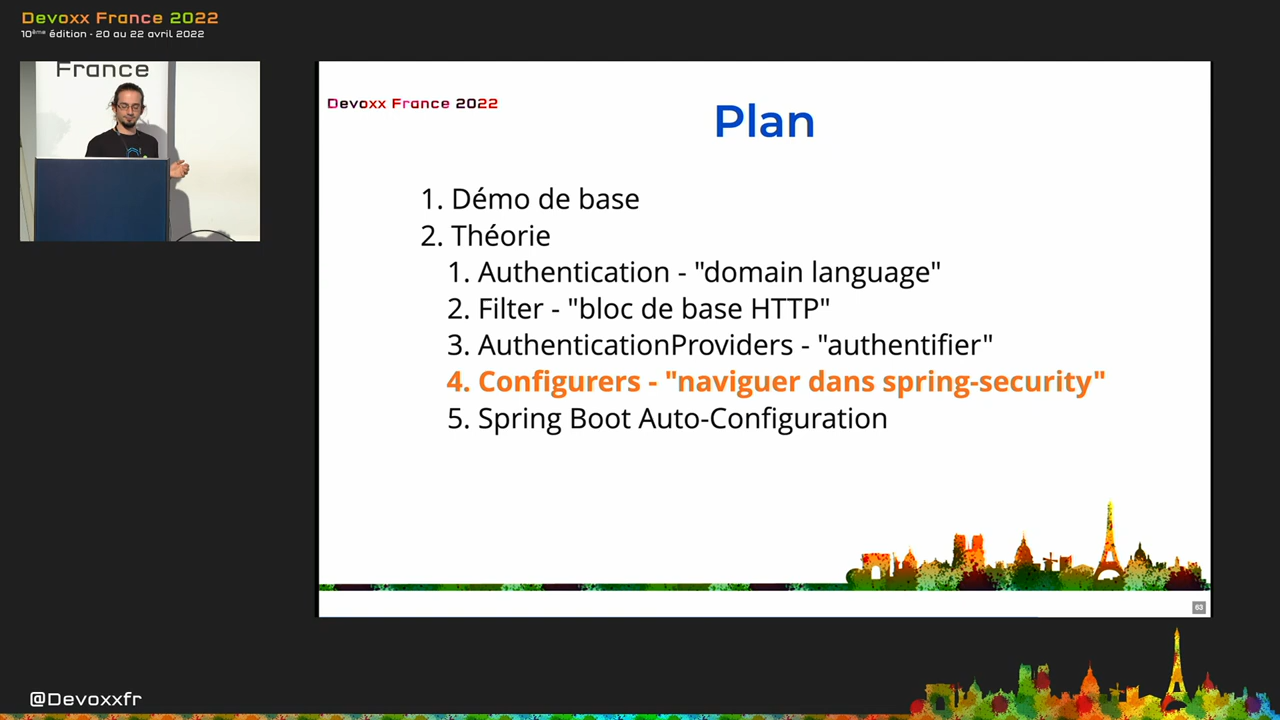 Devoxx France 2022
10ème édition - 20 au 22 avril 2022
France
Devoxx France 2022
Plan
1. Démo de base
2. Théorie
1. Authentication - "domain language"
2. Filter - "bloc de base HTTP"
3. AuthenticationProviders - "authentifier"
4. Configurers - "naviguer dans spring-security"
5. Spring Boot Auto-Configuration
63
@Devoxxfr